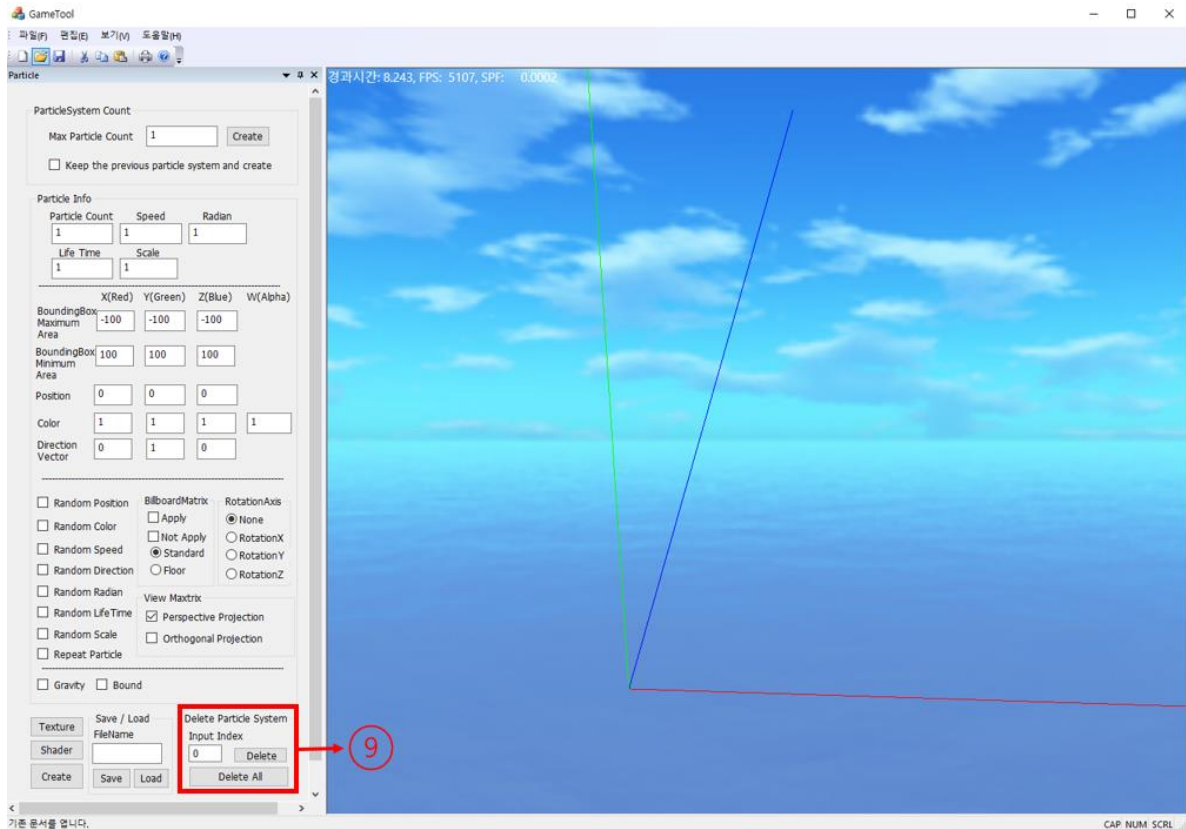 GameTool
파일(F) 편집(E) 보기(V) 도움말(H)
Particle
경과시간: 8.243, FPS: 5107, SPF: 0.0002
ParticleSystem Count
Max Particle Count 1 Create
Keep the previous particle system and create
Particle Info
Particle Count Speed Radian
1 1 1
Life Time Scale
1 1
X(Red) Y(Green) Z(Blue) W(Alpha)
BoundingBox
Maximum -100 -100 -100
Area
BoundingBox 100 100 100
Minimum
Area
Position 0 0 0
Color 1 1 1 1
Direction 0 1 0
Vector
Random Position BillboardMatrix RotationAxis
Apply None
Random Color
Not Apply RotationX
Random Speed Standard RotationY
Random Direction Floor RotationZ
Random Radian View Maxtrix
Random LifeTime Perspective Projection
Random Scale Orthogonal Projection
Repeat Particle
Gravity Bound
Texture Save / Load Delete Particle System
FileName Input Index
Shader 0 Delete
Create Save Load Delete All
9
기존 문서를 엽니다. CAP NUM SCRL